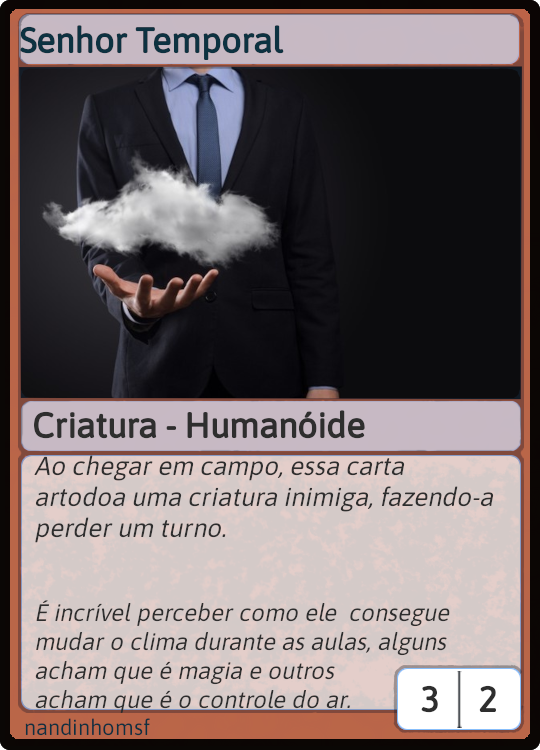 Senhor Temporal
Criatura - Humanóide
Ao chegar em campo, essa carta
artodoa uma criatura inimiga, fazendo-a
perder um turno.
É incrível perceber como ele consegue
mudar o clima durante as aulas, alguns
acham que é magia e outros
acham que é o controle do ar.
3 | 2
nandinhomsf